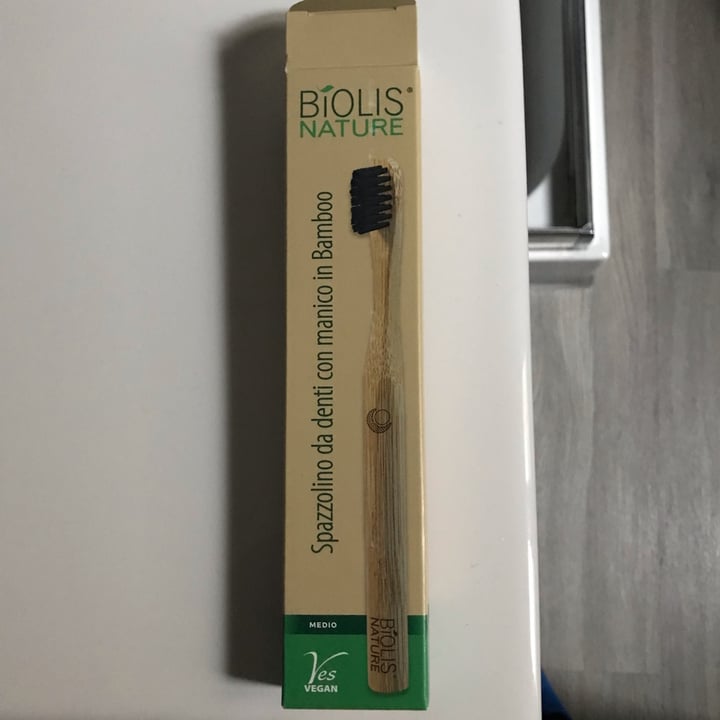 BiOLIS®
NATURE
Spazzolino da denti con manico in Bamboo
MEDIO
Yes
VEGAN
BiOLIS
NATURE